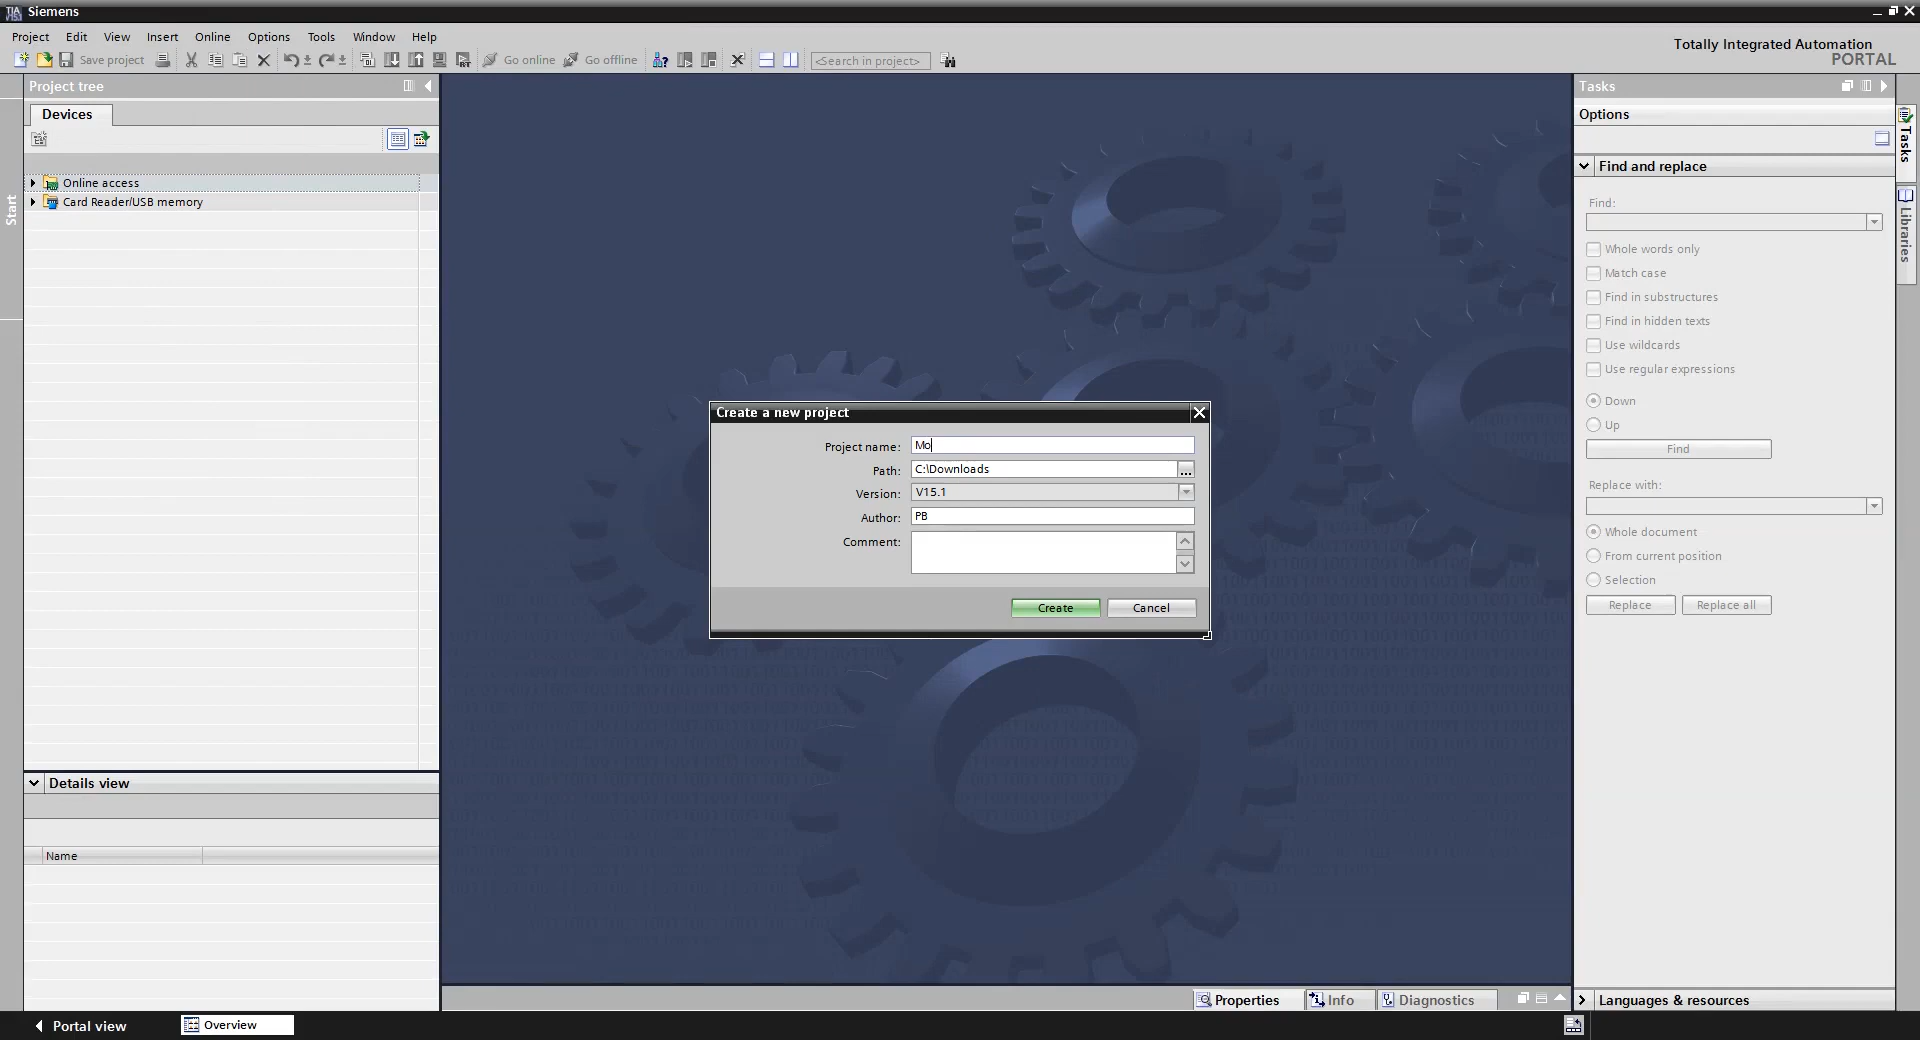 Siemens
Project Edit View Insert Online Options Tools Window Help
Save project Go online Go offline <Search in project>
Totally Integrated Automation
PORTAL
Project tree
Devices
Start
Online access
Card Reader/USB memory
Details view
Name
Create a new project
Project name: Mo
Path: C:\Downloads ...
Version: V15.1
Author: PB
Comment:
Create Cancel
Tasks
Options
Find and replace
Find:
Whole words only
Match case
Find in substructures
Find in hidden texts
Use wildcards
Use regular expressions
Down
Up
Find
Replace with:
Whole document
From current position
Selection
Replace Replace all
Languages & resources
Tasks
Libraries
Properties Info Diagnostics
Portal view Overview